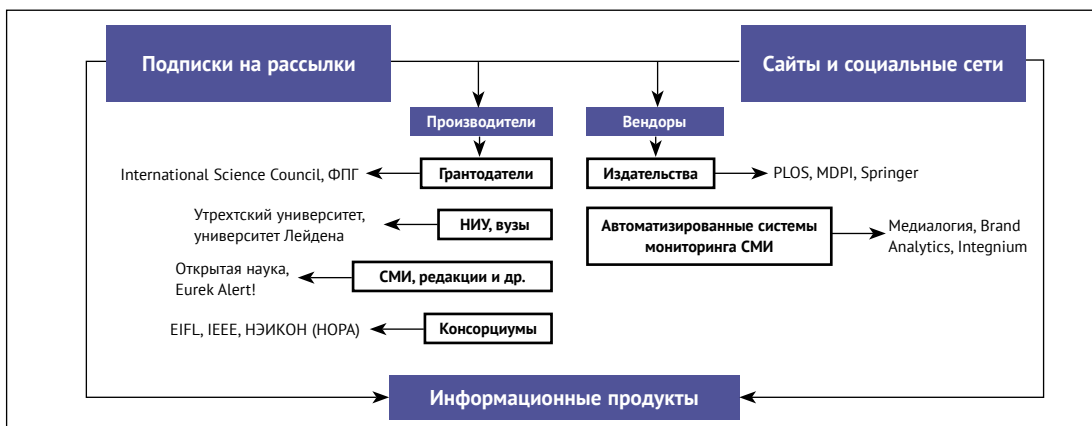 Подписки на рассылки
Сайты и социальные сети
Производители
Вендоры
International Science Council, ФПГ
Грантодатели
Издательства
PLOS, MDPI, Springer
Утрехтский университет,
университет Лейдена
НИУ, вузы
Автоматизированные системы
мониторинга СМИ
Медиалогия, Brand
Analytics, Integnium
Открытая наука,
Eurek Alert!
СМИ, редакции и др.
EIFL, IEEE, НЭИКОН (НОРА)
Консорциумы
Информационные продукты